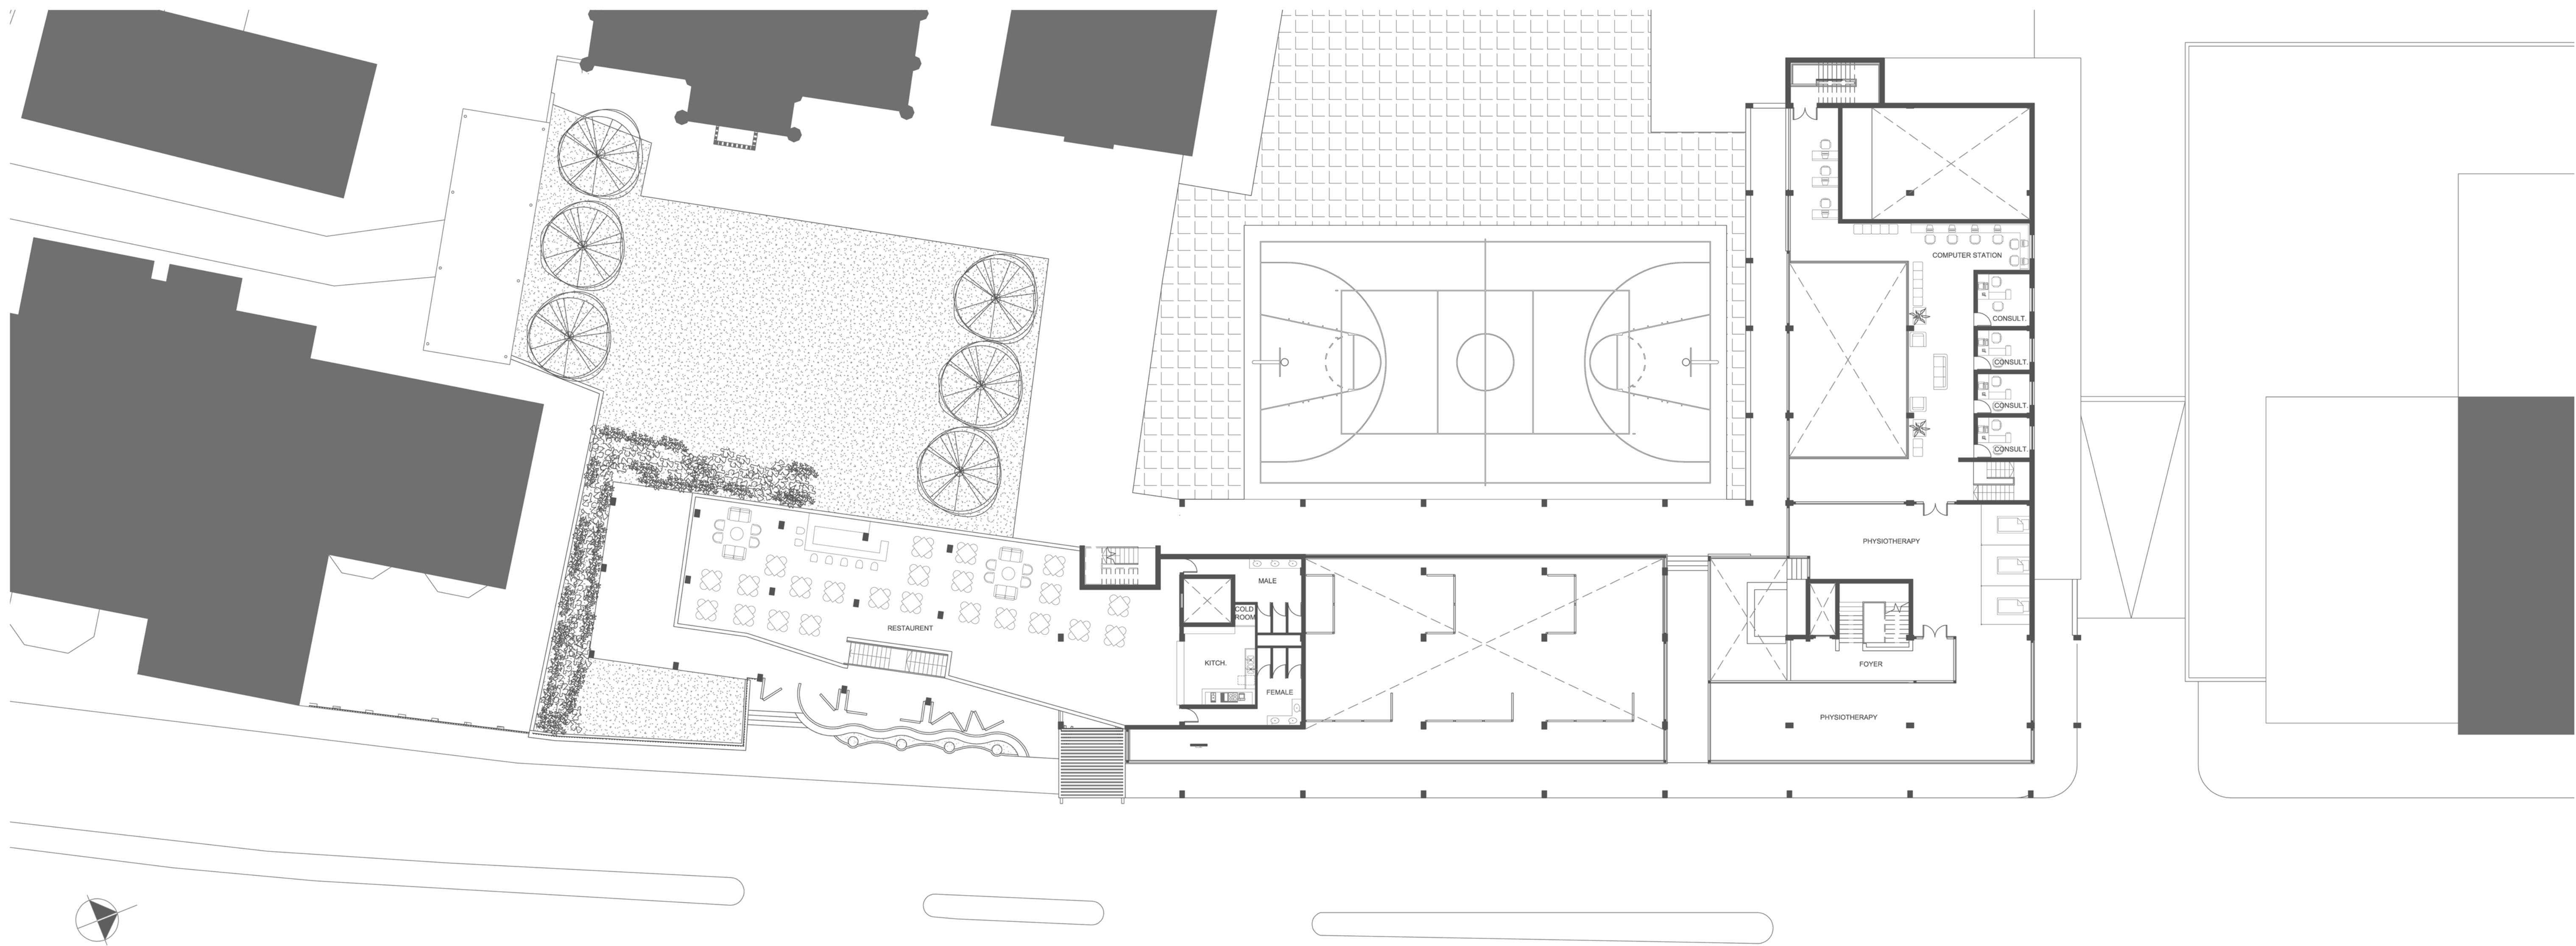 COMPUTER STATION
CONSULT.
CONSULT.
CONSULT.
CONSULT.
PHYSIOTHERAPY
MALE
COLD
ROOM
RESTAURENT
KITCH.
FOYER
FEMALE
PHYSIOTHERAPY